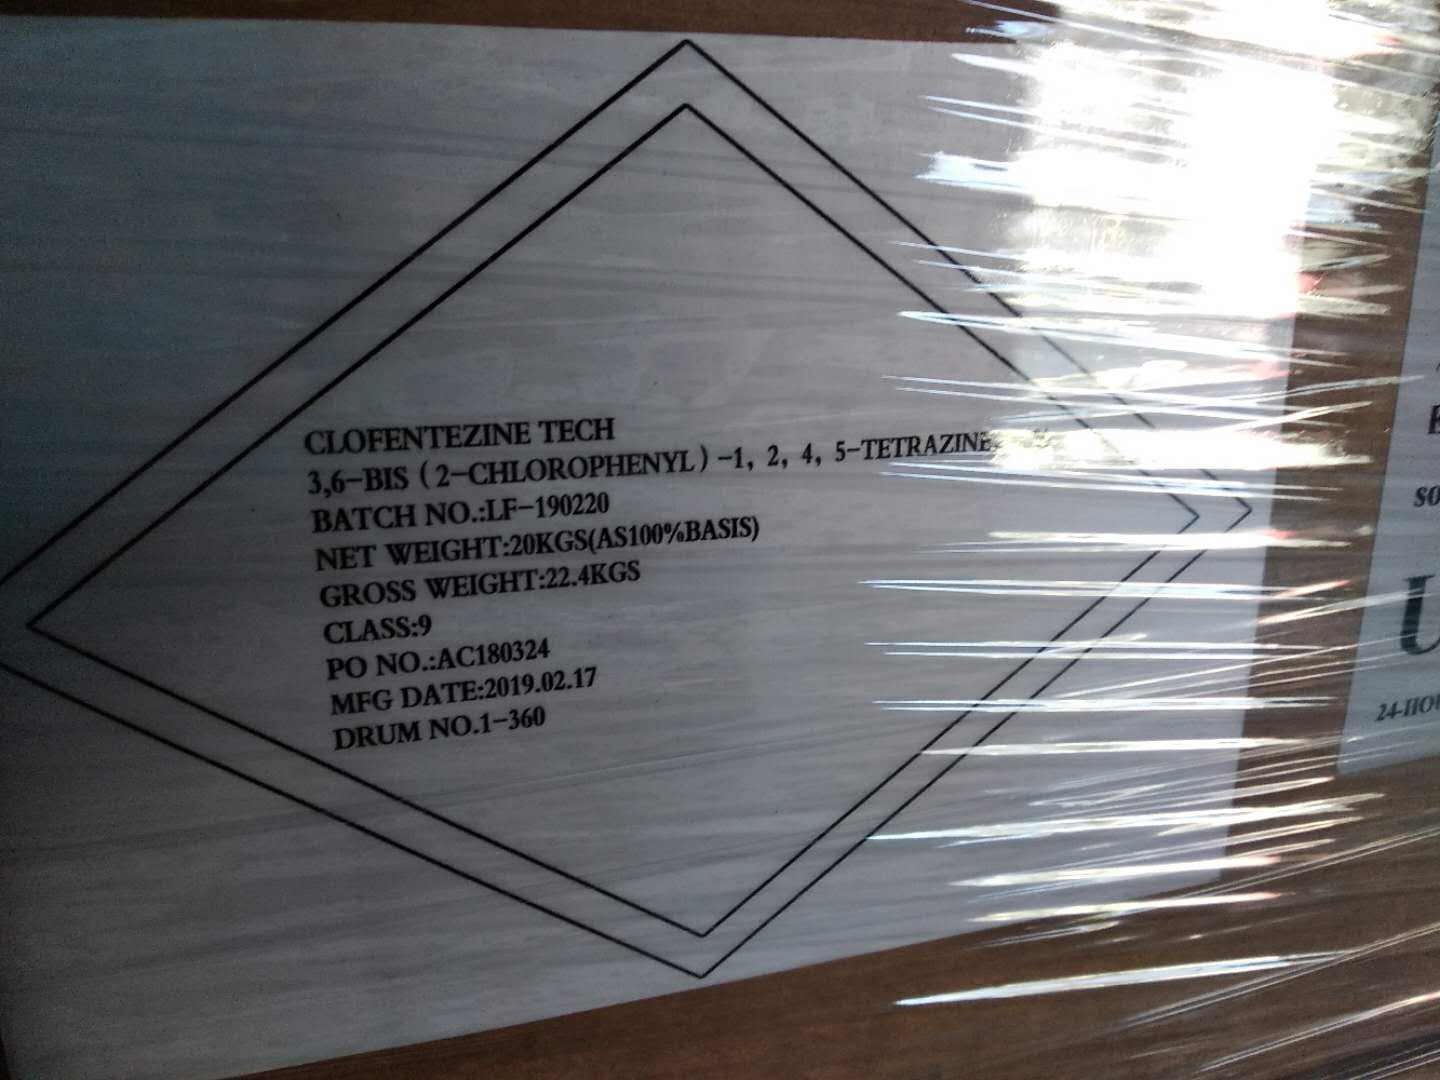 CLOFENTEZINE TECH
3,6-BIS（2-CHLOROPHENYL）-1, 2, 4, 5-TETRAZINE
BATCH NO.:LF-190220
NET WEIGHT:20KGS(AS100%BASIS)
GROSS WEIGHT:22.4KGS
CLASS:9
PO NO.:AC180324
MFG DATE:2019.02.17
DRUM NO.1-360